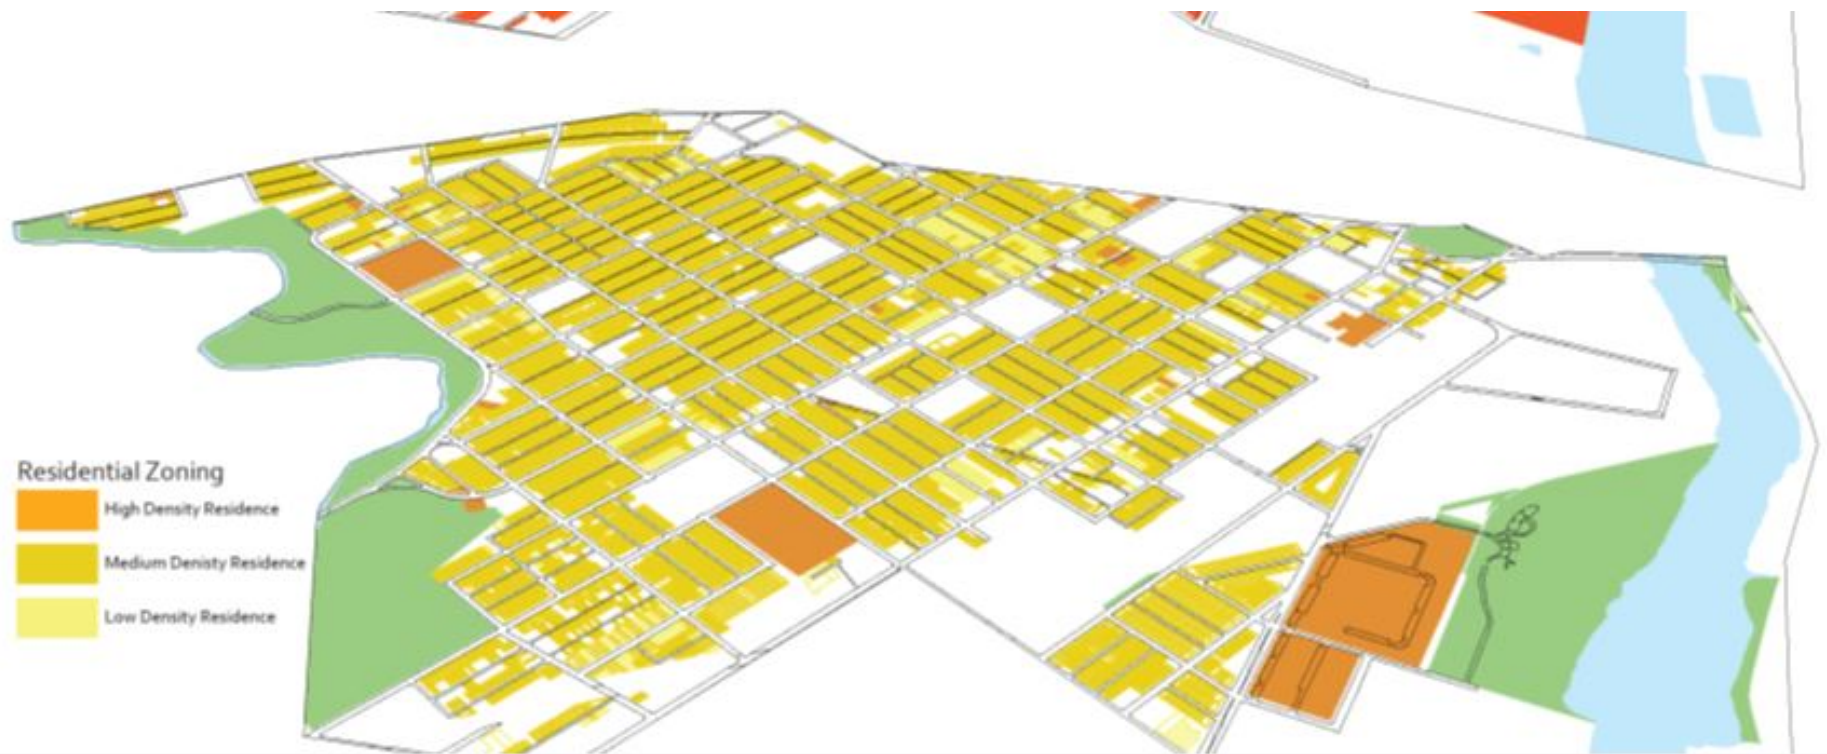 Residential Zoning
High Density Residence
Medium Denisty Residence
Low Density Residence